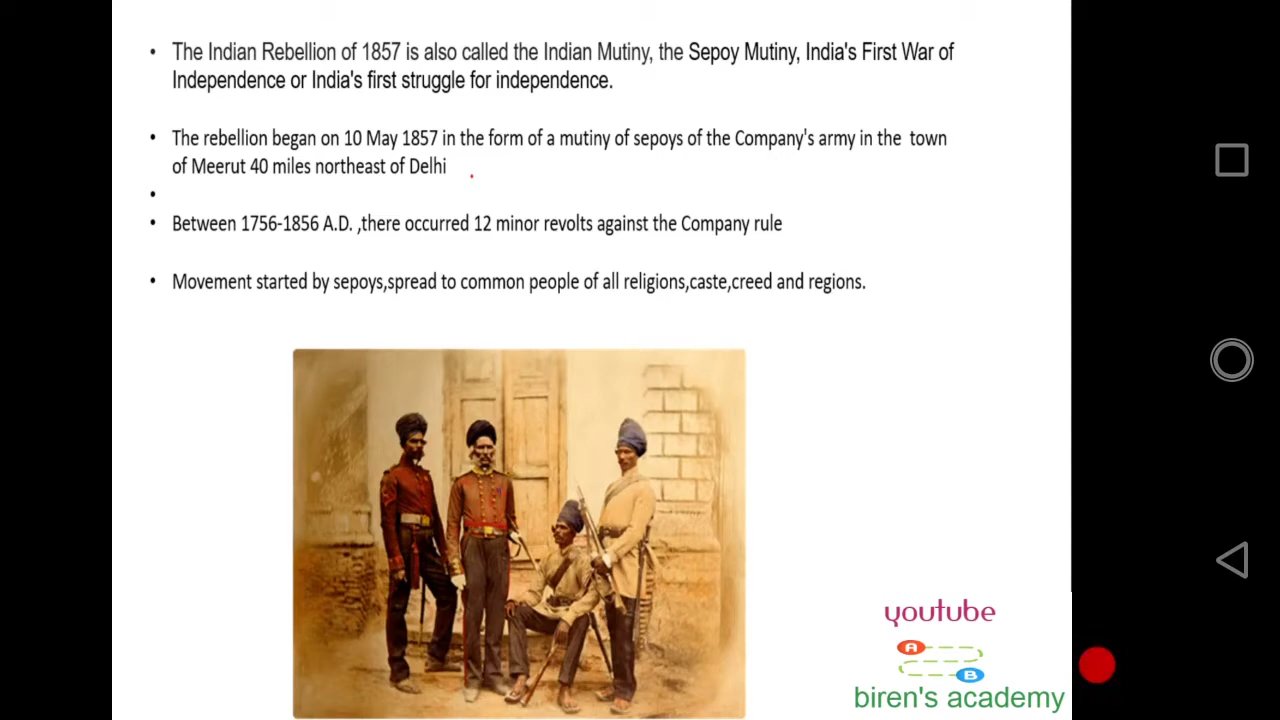 • The Indian Rebellion of 1857 is also called the Indian Mutiny, the Sepoy Mutiny, India's First War of
Independence or India's first struggle for independence.
• The rebellion began on 10 May 1857 in the form of a mutiny of sepoys of the Company's army in the town
of Meerut 40 miles northeast of Delhi
•
• Between 1756-1856 A.D. ,there occurred 12 minor revolts against the Company rule
• Movement started by sepoys,spread to common people of all religions,caste,creed and regions.
youtube
A
B
biren's academy